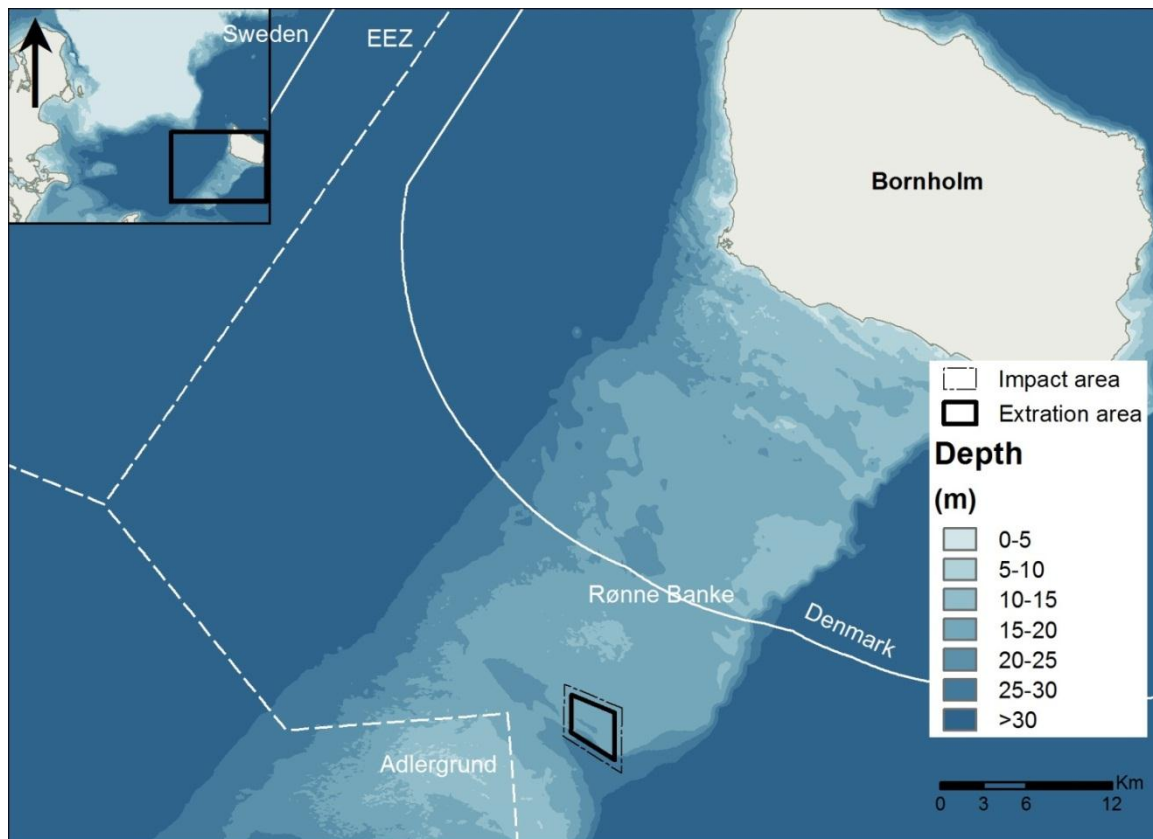 Sweden
EEZ
Bornholm
Impact area
Extration area
Depth
(m)
0-5
5-10
10-15
15-20
20-25
25-30
>30
Rønne Banke
Denmark
Adlergrund
Km
0 3 6 12